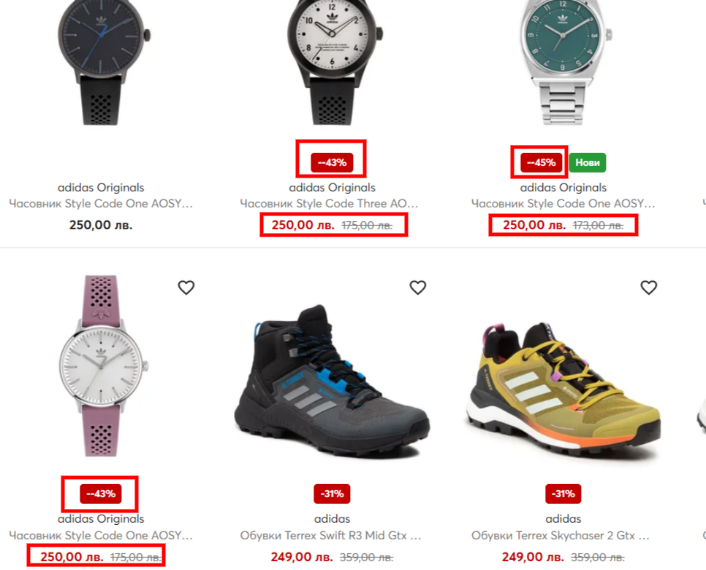 --43%
--45% Нови
adidas Originals
adidas Originals
adidas Originals
Часовник Style Code One AOSY...
Часовник Style Code Three AO...
Часовник Style Code One AOSY...
250,00 лв.
250,00 лв. 175,00 лв.
250,00 лв. 173,00 лв.
--43%
-31%
-31%
adidas Originals
adidas
adidas
Часовник Style Code One AOSY...
Обувки Terrex Swift R3 Mid Gtx ...
Обувки Terrex Skychaser 2 Gtx ...
250,00 лв. 175,00 лв.
249,00 лв. 359,00 лв.
249,00 лв. 359,00 лв.